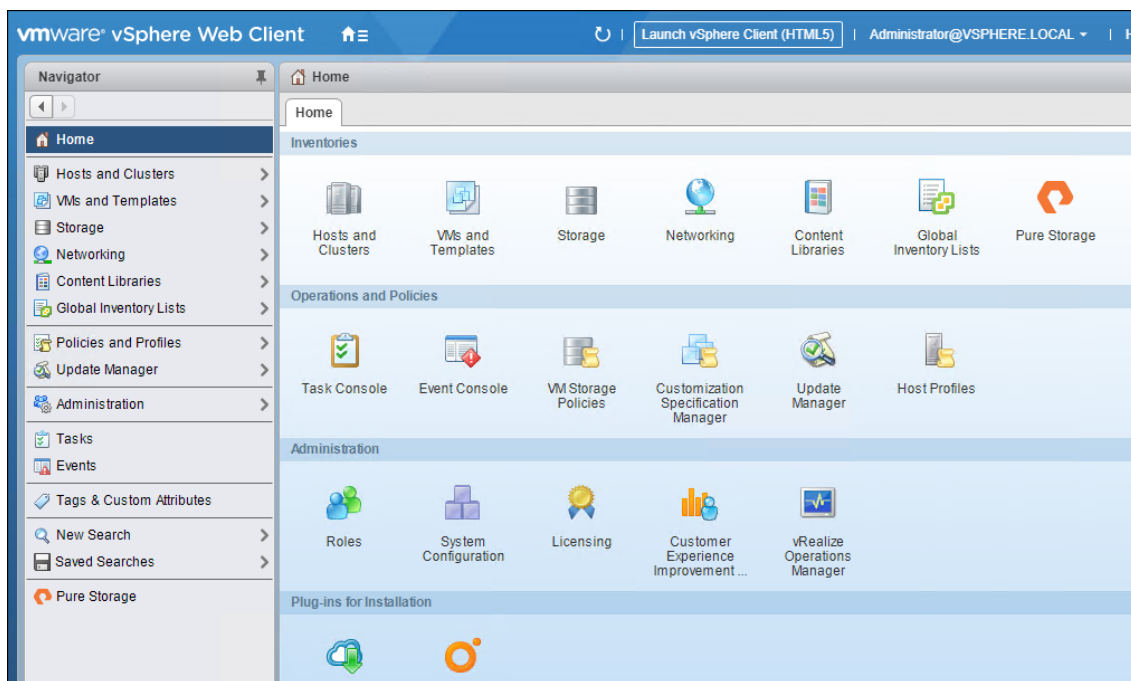 vmware® vSphere Web Client
Launch vSphere Client (HTML5)
Administrator@VSPHERE.LOCAL
Navigator
Home
Hosts and Clusters
VMs and Templates
Storage
Networking
Content Libraries
Global Inventory Lists
Policies and Profiles
Update Manager
Administration
Tasks
Events
Tags & Custom Attributes
New Search
Saved Searches
Pure Storage
Home
Home
Inventories
Hosts and
Clusters
VMs and
Templates
Storage
Networking
Content
Libraries
Global
Inventory Lists
Pure Storage
Operations and Policies
Task Console
Event Console
VM Storage
Policies
Customization
Specification
Manager
Update
Manager
Host Profiles
Administration
Roles
System
Configuration
Licensing
Customer
Experience
Improvement ...
vRealize
Operations
Manager
Plug-ins for Installation